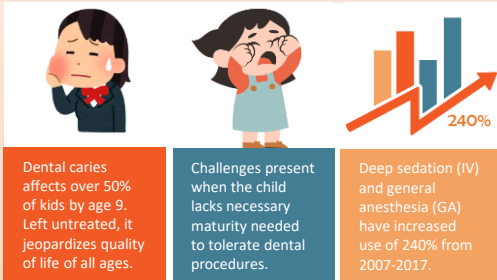 240%
Dental caries
affects over 50%
of kids by age 9.
Left untreated, it
jeopardizes quality
of life of all ages.
Challenges present
when the child
lacks necessary
maturity needed
to tolerate dental
procedures.
Deep sedation (IV)
and general
anesthesia (GA)
have increased
use of 240% from
2007-2017.